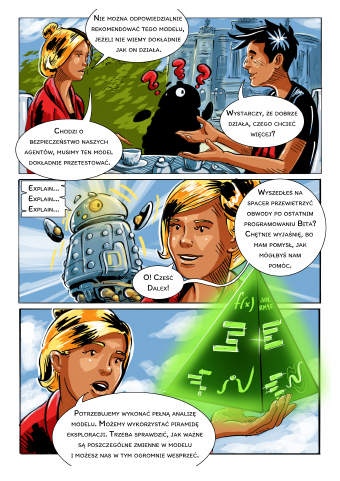 Nie można odpowiedzialnie
rekomendować tego modelu,
jeżeli nie wiemy dokładnie
jak on działa.
Wystarczy, że dobrze
działa, czego chcieć
więcej?
Chodzi o
bezpieczeństwo naszych
agentów, musimy ten model
dokładnie przetestować.
Explain...
Explain...
Explain...
Wyszedłeś na
spacer przewietrzyć
obwody po ostatnim
programowaniu Bita?
Chętnie wyjaśnię, bo
mam pomysł, jak
mógłbyś nam
pomóc.
O! Cześć
Dalex!
f(x)
RMSE
Potrzebujemy wykonać pełną analizę
modelu. Możemy wykorzystać piramidę
eksploracji. Trzeba sprawdzić, jak ważne
są poszczególne zmienne w modelu
i możesz nas w tym ogromnie wesprzeć.